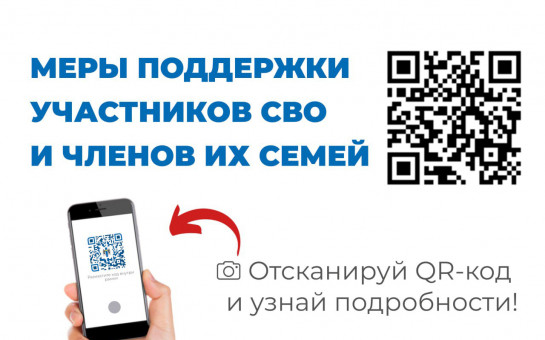 МЕРЫ ПОДДЕРЖКИ
УЧАСТНИКОВ СВО
И ЧЛЕНОВ ИХ СЕМЕЙ
Отсканируй QR-код
и узнай подробности!